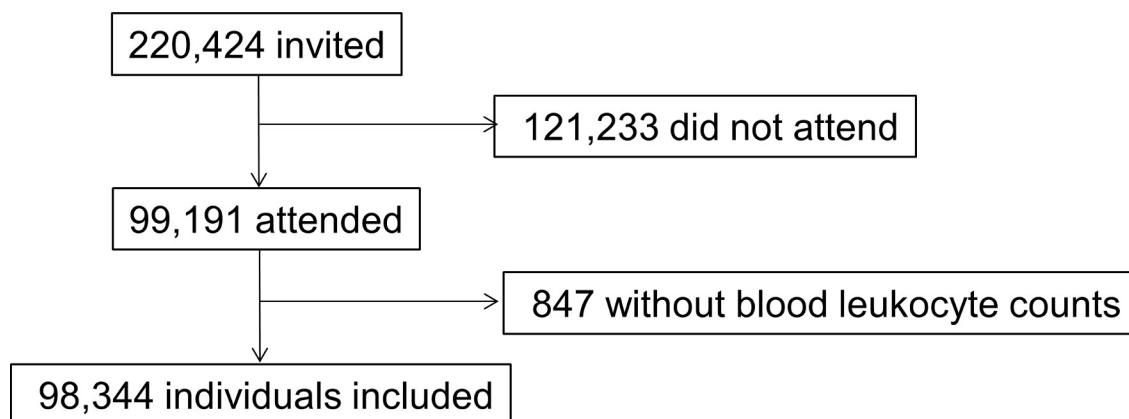 220,424 invited
121,233 did not attend
99,191 attended
847 without blood leukocyte counts
98,344 individuals included